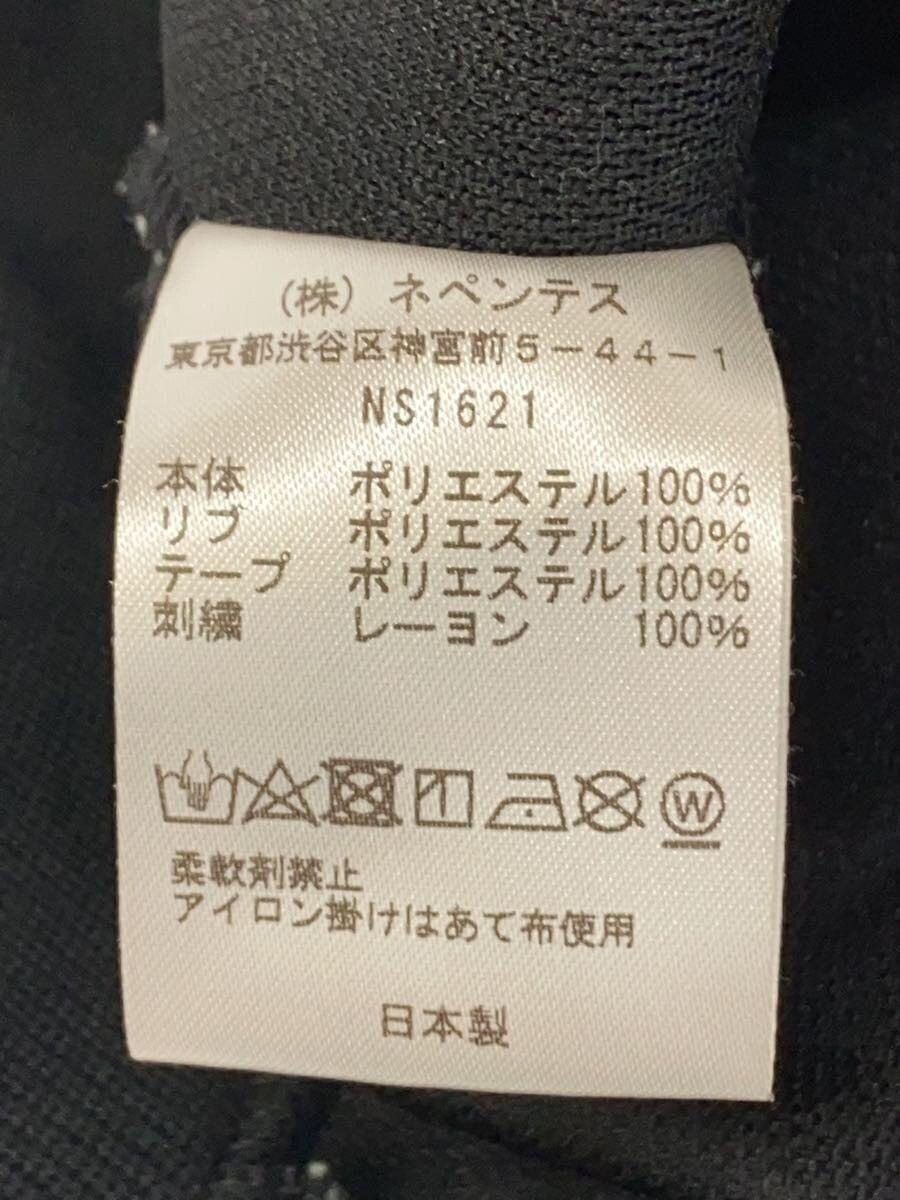 (株) ネペンテス
東京都渋谷区神宮前5-44-1
NS1621
本体 ポリエステル100%
リブ ポリエステル100%
テープ ポリエステル100%
刺繍 レーヨン 100%
W
柔軟剤禁止
アイロン掛けはあて布使用
日本製